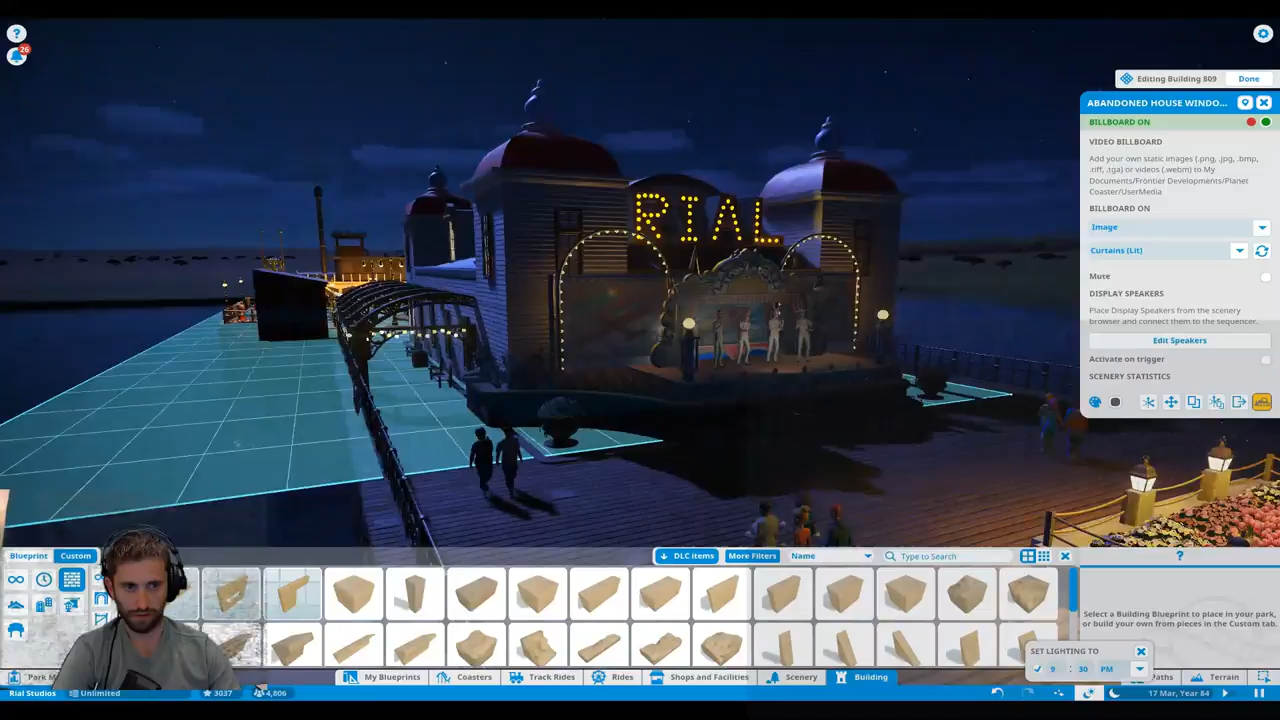 26
Editing Building 809 Done
ABANDONED HOUSE WINDO...
BILLBOARD ON
VIDEO BILLBOARD
Add your own static images (.png, .jpg, .bmp,
.tiff, .tga) or videos (.webm) to My
Documents/Frontier Developments/Planet
Coaster/UserMedia
BILLBOARD ON
Image
Curtains (Lit)
Mute
DISPLAY SPEAKERS
Place Display Speakers from the scenery
browser and connect them to the sequencer.
Edit Speakers
Activate on trigger
SCENERY STATISTICS
RIAL
Blueprint Custom
DLC items More Filters Name Type to Search
Select a Building Blueprint to place in your park,
or build your own from pieces in the Custom tab.
SET LIGHTING TO
9 : 30 PM
Park M
My Blueprints Coasters Track Rides Rides Shops and Facilities Scenery Building Paths Terrain
Rial Studios Unlimited 3037 4,806 17 Mar, Year 84